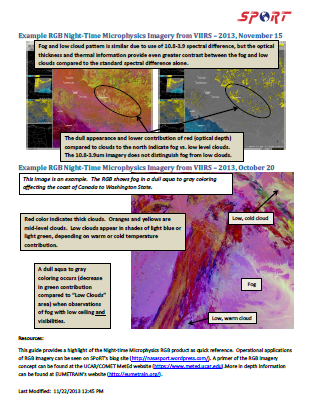 SPoRT
Example RGB Night-Time Microphysics Imagery from VIIRS – 2013, November 15
Fog and low cloud pattern is similar due to use of 10.8-3.9 spectral difference, but the optical
thickness and thermal information provide even greater contrast between the fog and low
clouds compared to the standard spectral difference alone.
The dull appearance and lower contribution of red (optical depth)
compared to clouds to the north indicate fog vs. low level clouds.
The 10.8-3.9um imagery does not distinguish fog from low clouds.
Example RGB Night-Time Microphysics Imagery from VIIRS – 2013, October 20
This image is an example. The RGB shows fog in a dull aqua to gray coloring
affecting the coast of Canada to Washington State.
Red color indicates thick clouds. Oranges and yellows are
mid-level clouds. Low clouds appear in shades of light blue or
light green, depending on warm or cold temperature
contribution.
Low, cold cloud
A dull aqua to gray
coloring occurs (decrease
in green contribution
compared to "Low Clouds"
area) when observations
of fog with low ceiling and
visibilities.
Fog
Low, warm cloud
Resources:
This guide provides a highlight of the Night-time Microphysics RGB product as quick reference. Operational applications
of RGB imagery can be seen on SPoRT's blog site (http://nasasport.wordpress.com/). A primer of the RGB imagery
concept can be found at the UCAR/COMET MetEd website (https://www.meted.ucar.edu/).More in depth information
can be found at EUMETRAIN's website (http://eumetrain.org/).
Last Modified: 11/22/2013 12:45 PM